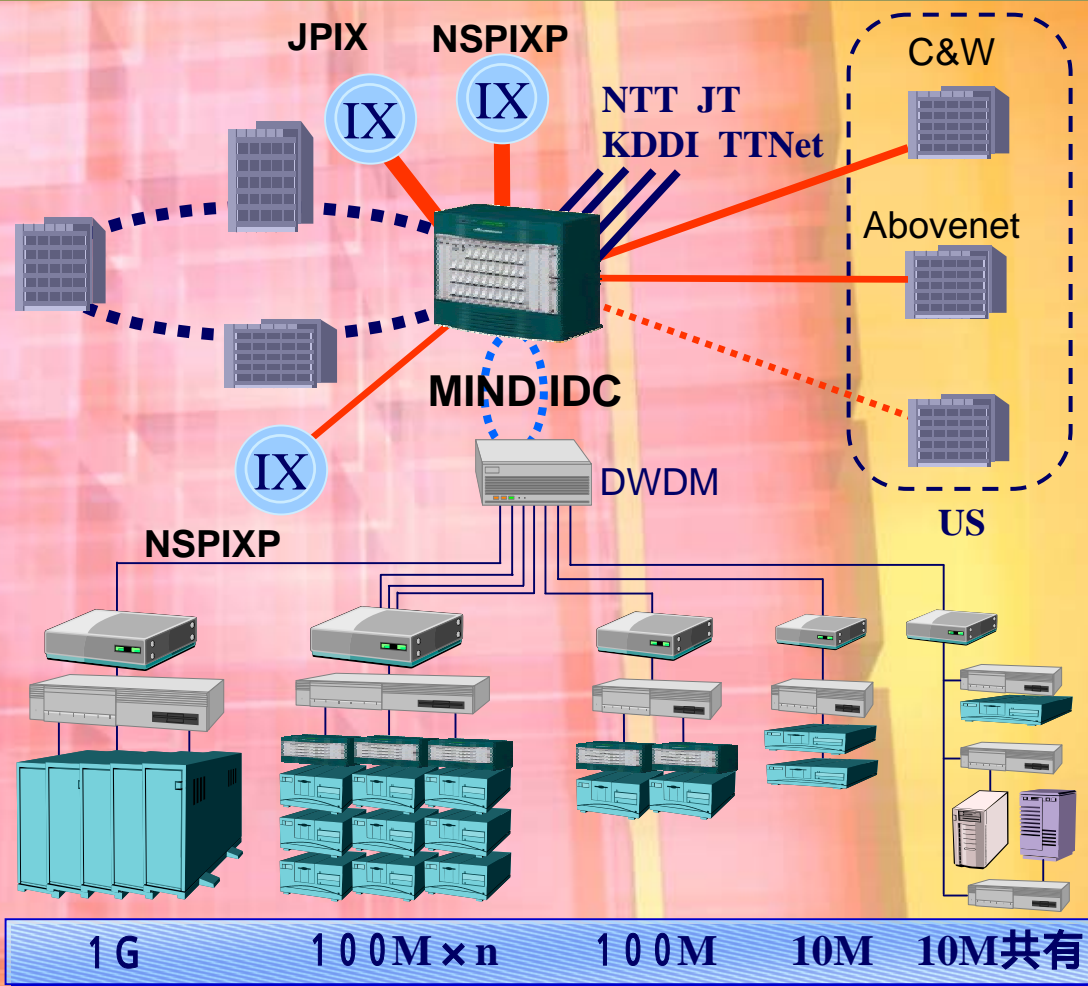 JPIX
NSPIXP
C&W
IX
IX
NTT JT
KDDI TTNet
Abovenet
MIND IDC
IX
DWDM
US
NSPIXP
１G
１００M×n
１００M
10M
10M共有